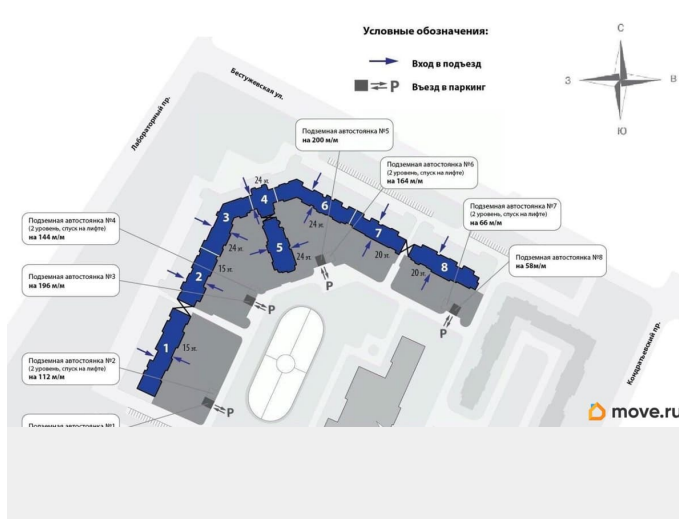 Условные обозначения:
Вход в подъезд
P Въезд в паркинг
С
З
В
Ю
Бестужевская ул.
Лабораторный пр.
Кондратьевский пр.
Подземная автостоянка №5
на 200 м/м
Подземная автостоянка №6
(2 уровень, спуск на лифте)
на 164 м/м
Подземная автостоянка №7
(2 уровень, спуск на лифте)
на 66 м/м
Подземная автостоянка №8
на 58м/м
Подземная автостоянка №4
(2 уровень, спуск на лифте)
на 144 м/м
Подземная автостоянка №3
на 196 м/м
Подземная автостоянка №2
(2 уровень, спуск на лифте)
на 112 м/м
Подземная автостоянка №1
24 эт.
4
3
6
24 эт.
7
24 эт.
5
24 эт.
20 эт.
8
20 эт.
15 эт.
2
P
P
P
1
15 эт.
P
move.ru